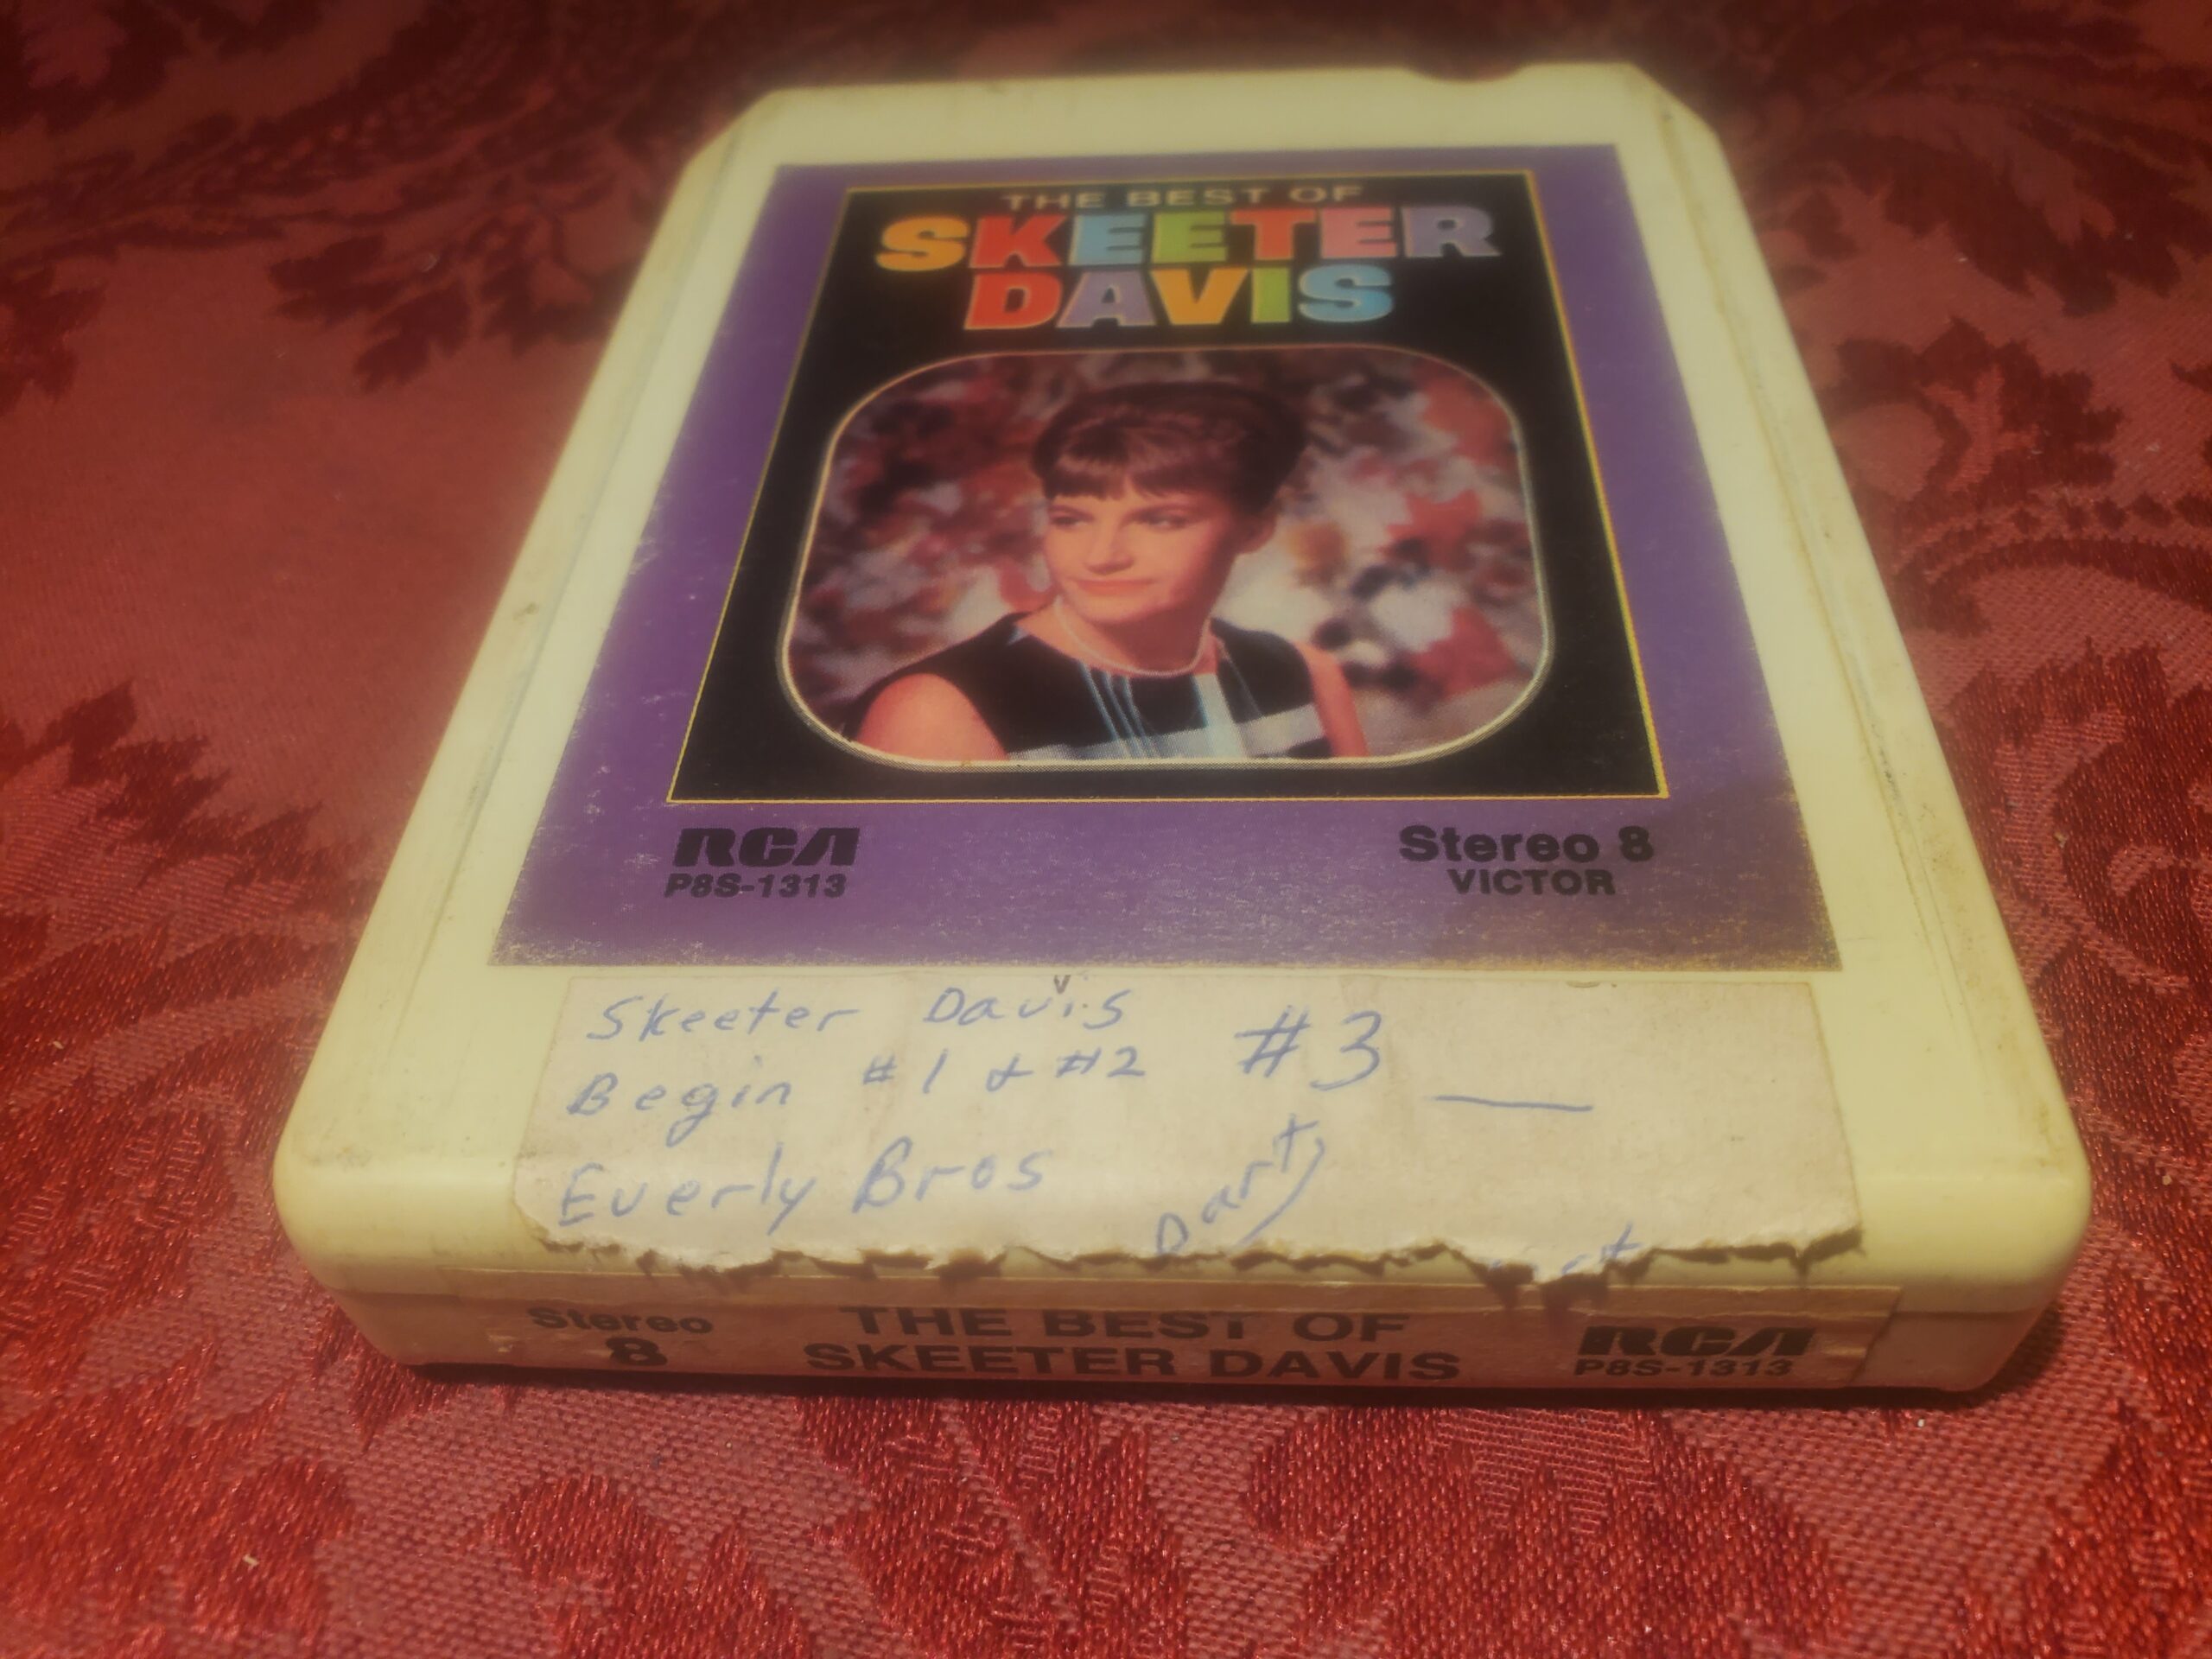 THE BEST OF
SKEETER
DAVIS
RCA
P8S-1313
Stereo 8
VICTOR
Skeeter Davis
Begin #1 & #2
#3
Everly Bros
Part
Stereo
8
THE BEST OF
SKEETER DAVIS
RCA
P8S-1313